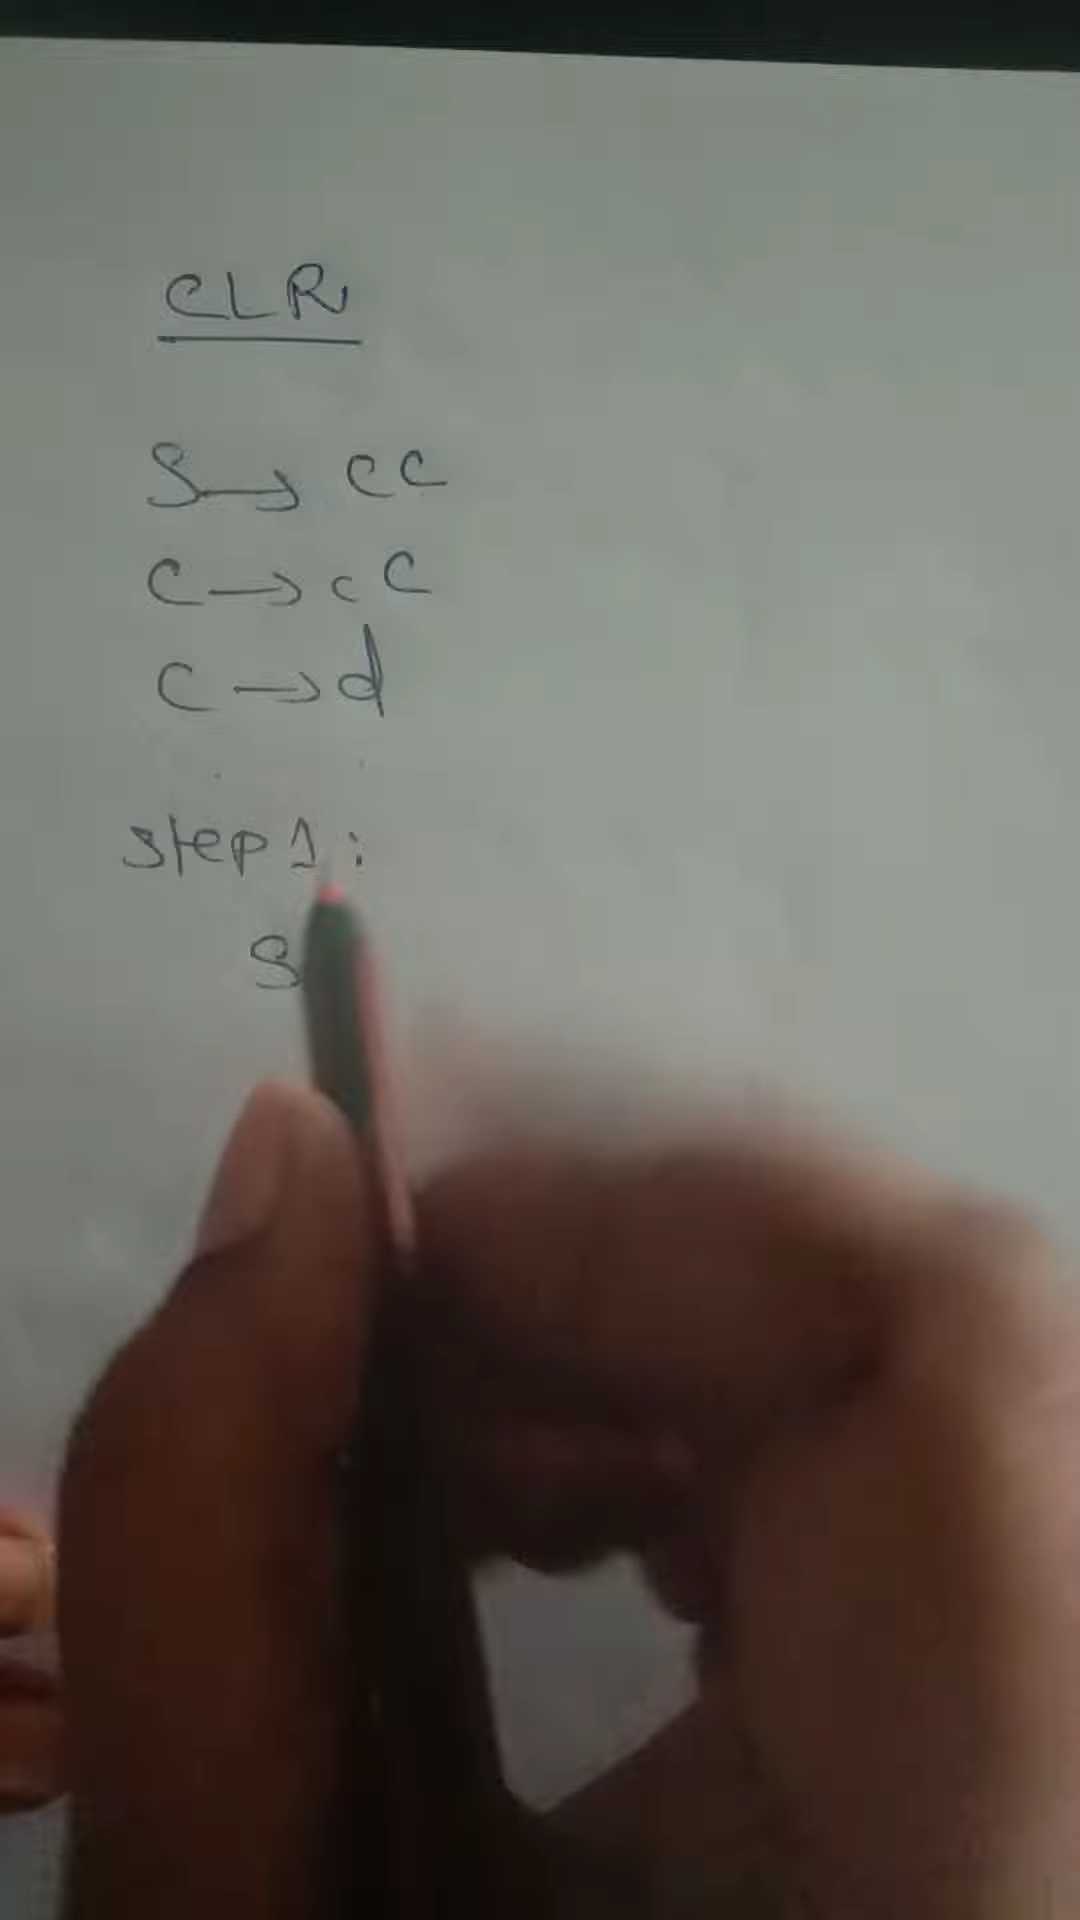 CLR
S → CC
C → cC
C → d
Step 1:
S